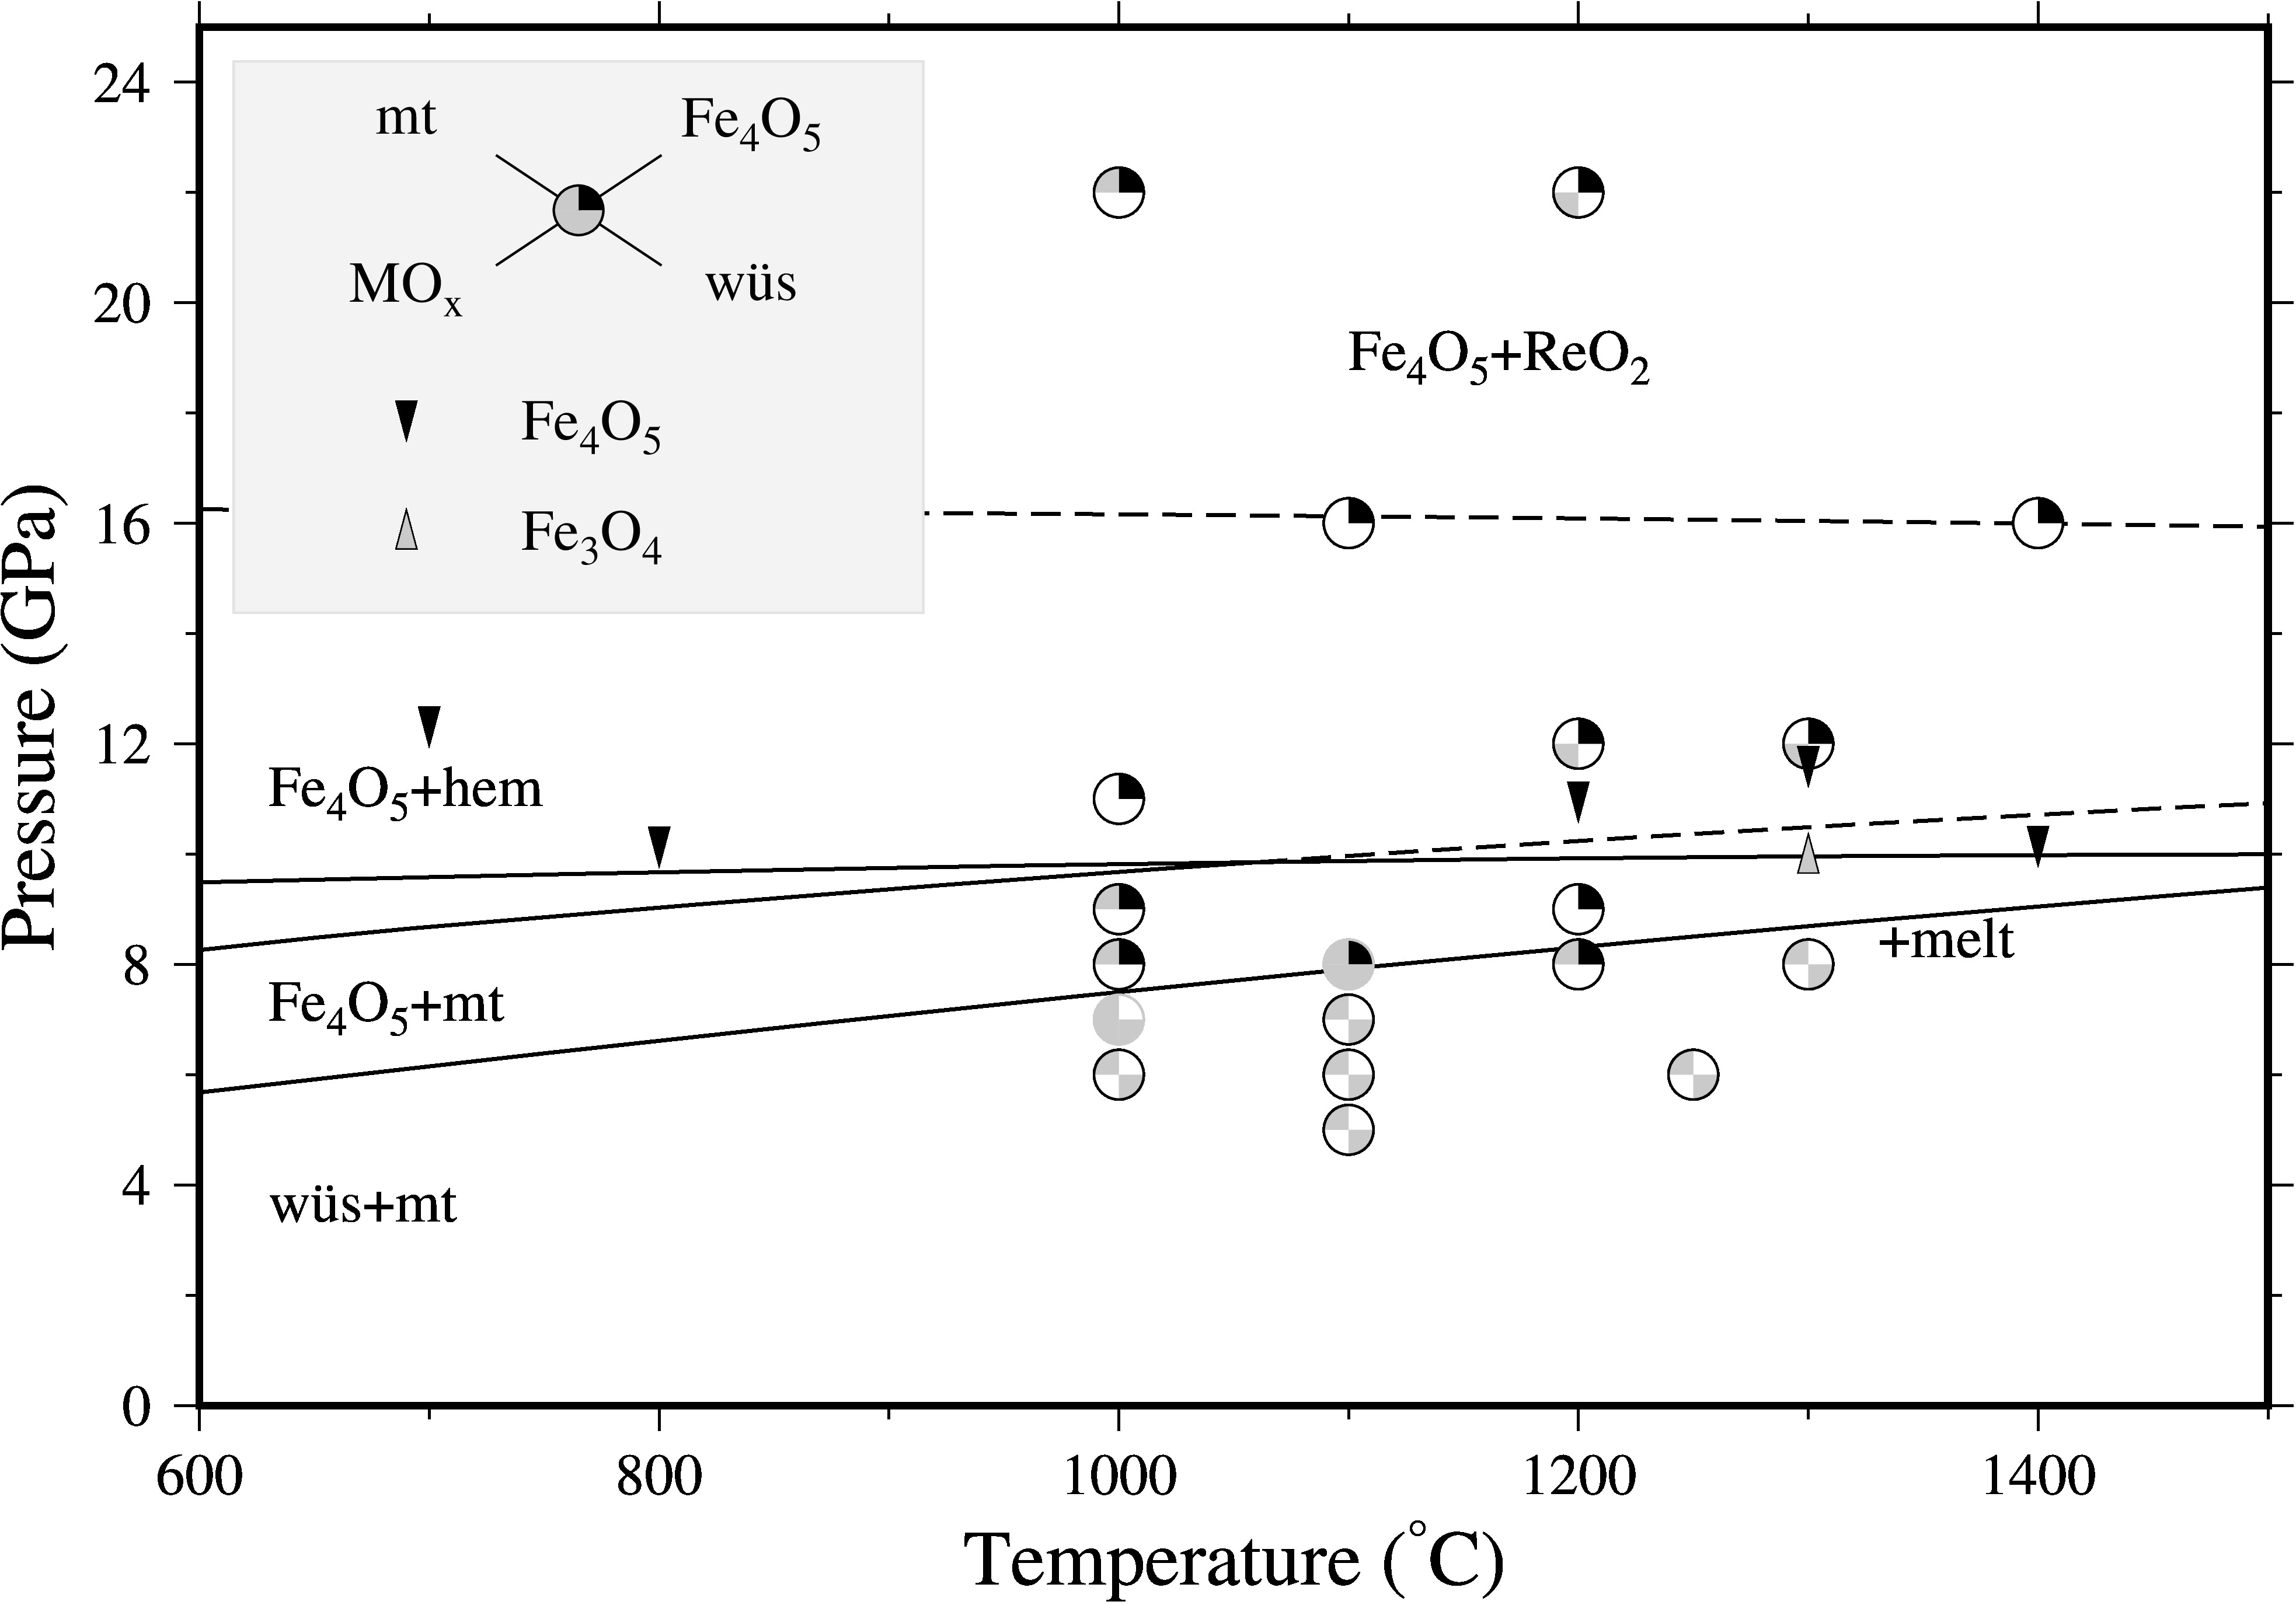 24
20
16
12
8
4
0
Pressure (GPa)
mt
Fe₄O₅
MOₓ
wüs
Fe₄O₅
Fe₃O₄
Fe₄O₅+ReO₂
Fe₄O₅+hem
Fe₄O₅+mt
+melt
wüs+mt
600 800 1000 1200 1400
Temperature (°C)